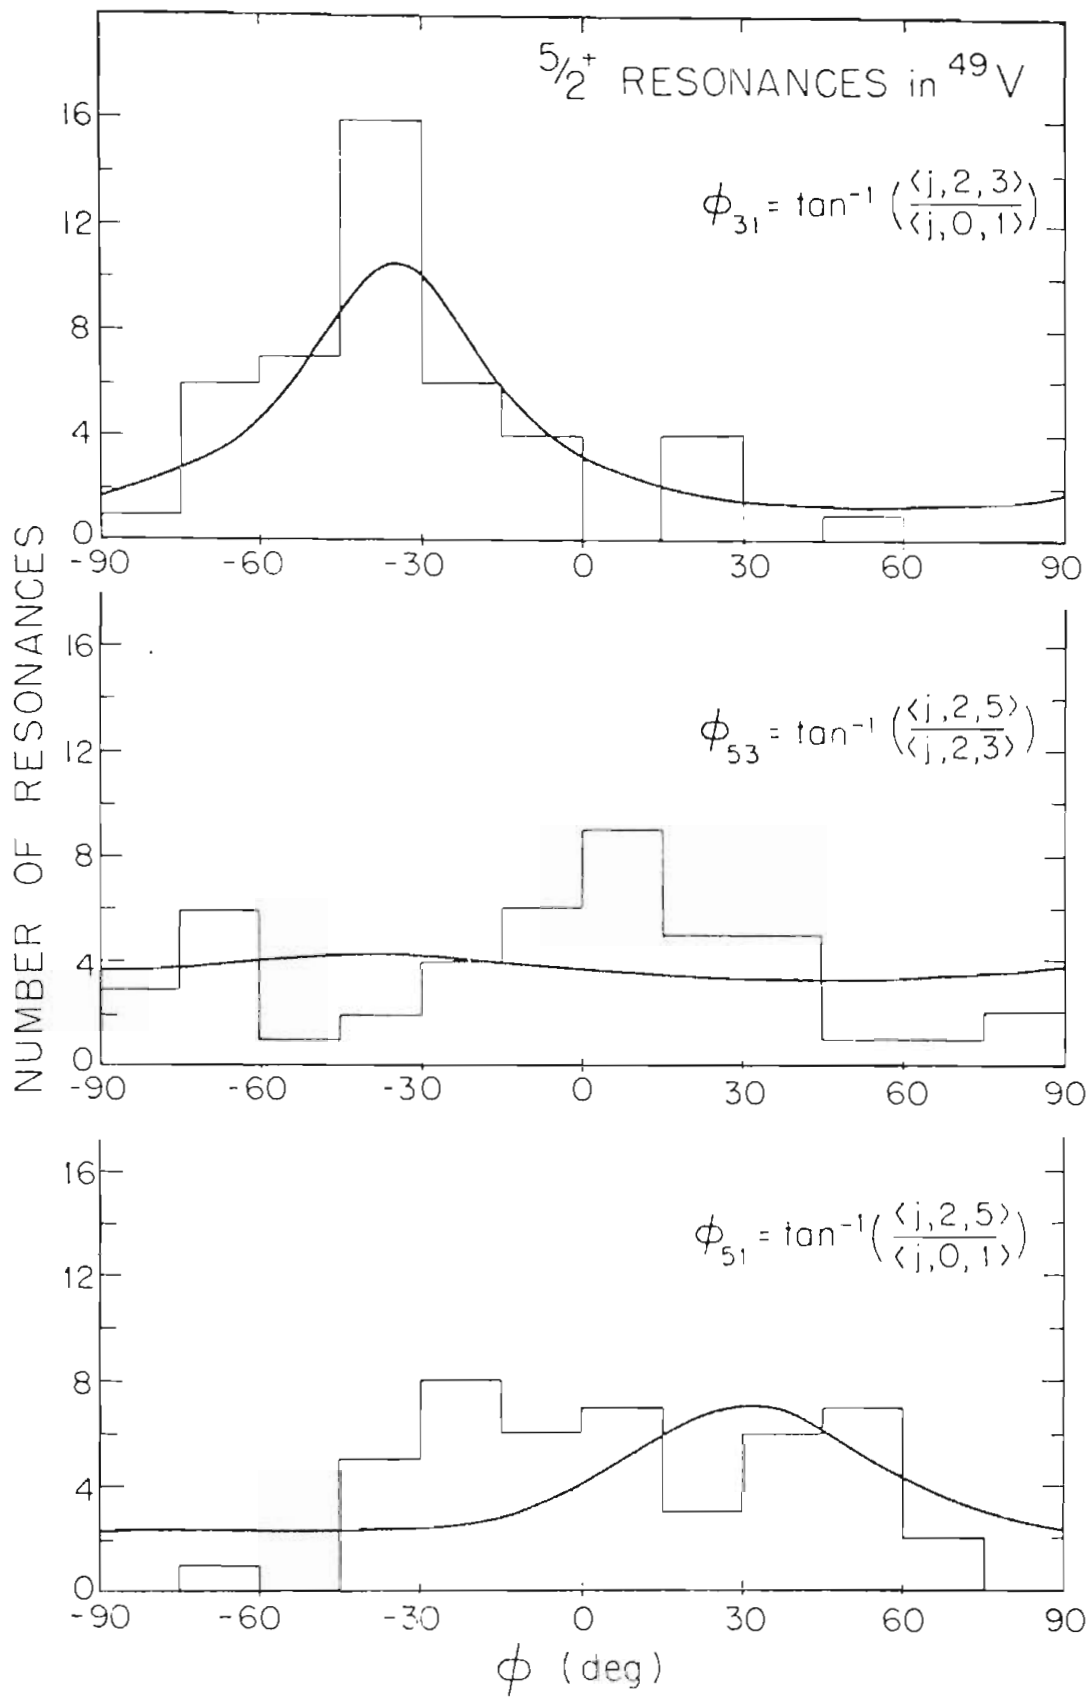 5/2⁺ RESONANCES in ⁴⁹V
ϕ₃₁ = tan⁻¹ (⟨j,2,3⟩/⟨j,0,1⟩)
16
12
8
4
0
-90 -60 -30 0 30 60 90
ϕ₅₃ = tan⁻¹ (⟨j,2,5⟩/⟨j,2,3⟩)
16
12
8
4
0
-90 -60 -30 0 30 60 90
ϕ₅₁ = tan⁻¹ (⟨j,2,5⟩/⟨j,0,1⟩)
16
12
8
4
0
-90 -60 -30 0 30 60 90
ϕ (deg)
NUMBER OF RESONANCES